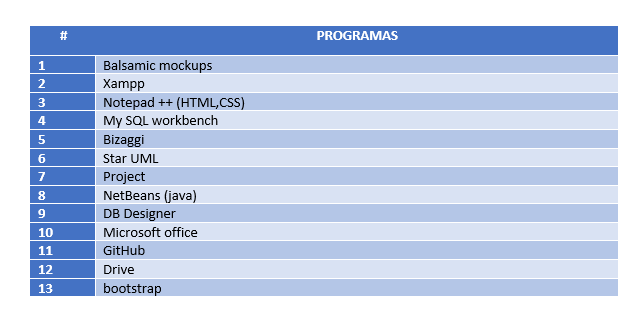 # PROGRAMAS
1 Balsamic mockups
2 Xampp
3 Notepad ++ (HTML,CSS)
4 My SQL workbench
5 Bizaggi
6 Star UML
7 Project
8 NetBeans (java)
9 DB Designer
10 Microsoft office
11 GitHub
12 Drive
13 bootstrap